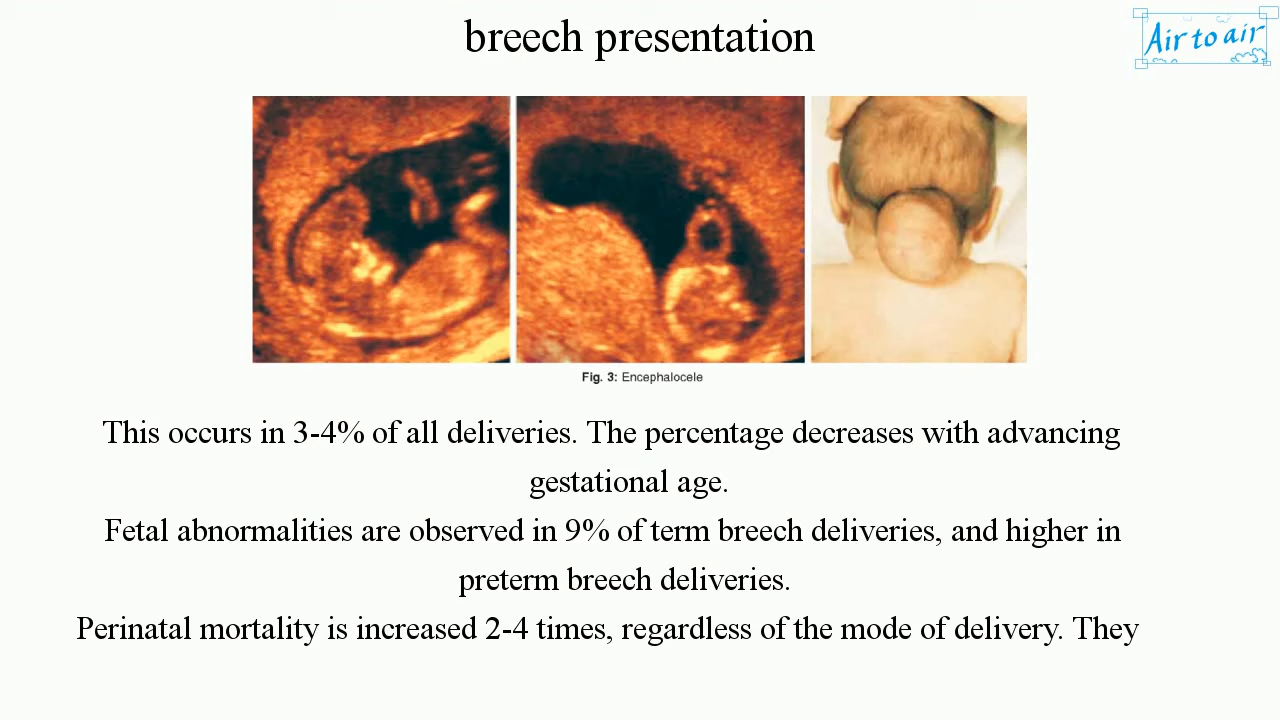 breech presentation
Air to air
Fig. 3: Encephalocele
This occurs in 3-4% of all deliveries. The percentage decreases with advancing
gestational age.
Fetal abnormalities are observed in 9% of term breech deliveries, and higher in
preterm breech deliveries.
Perinatal mortality is increased 2-4 times, regardless of the mode of delivery. They